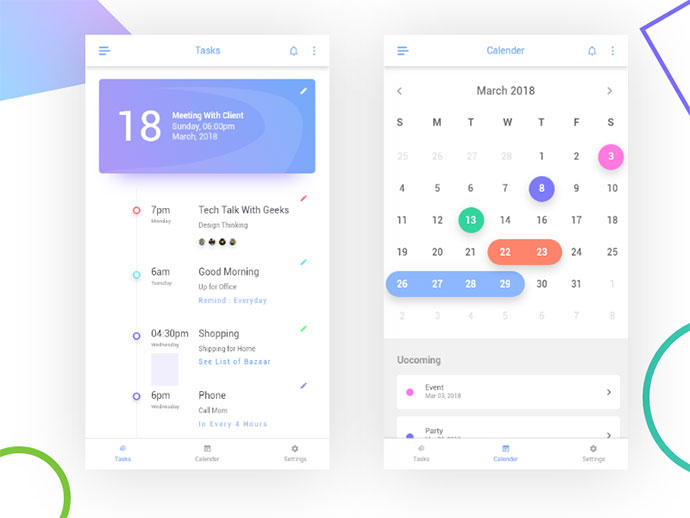 Tasks
18
Meeting With Client
Sunday, 06:00pm
March, 2018
7pm
Monday
Tech Talk With Geeks
Design Thinking
6am
Tuesday
Good Morning
Up for Office
Remind : Everyday
04:30pm
Wednesday
Shopping
Shipping for Home
See List of Bazaar
6pm
Wednesday
Phone
Call Mom
In Every 4 Hours
Tasks
Calender
Settings
Calender
March 2018
S M T W T F S
25 26 27 28 1 2 3
4 5 6 7 8 9 10
11 12 13 14 15 16 17
18 19 20 21 22 23 24 25
26 27 28 29 30 31 1
2 3 4 5 6 7 8
Uocoming
Event
Mar 03, 2018
Party
Tasks
Calender
Settings